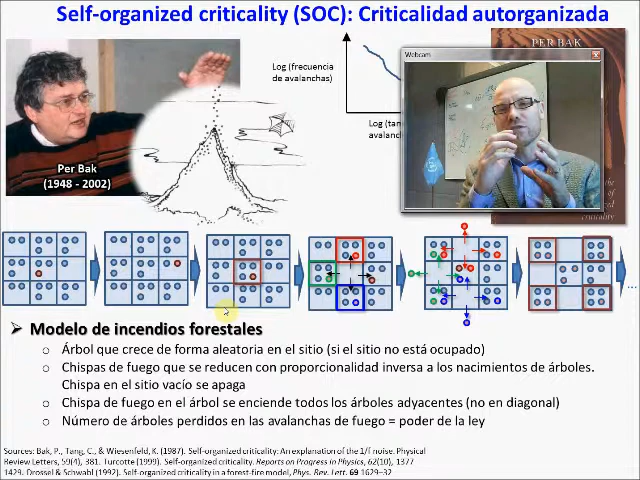 Self-organized criticality (SOC): Criticalidad autorganizada
Per Bak
(1948 - 2002)
Log (frecuencia
de avalanchas)
Log (tam
avalanch
Webcam
PER BAK
the
of
criticality
...
➤ Modelo de incendios forestales
o Árbol que crece de forma aleatoria en el sitio (si el sitio no está ocupado)
o Chispas de fuego que se reducen con proporcionalidad inversa a los nacimientos de árboles.
Chispa en el sitio vacío se apaga
o Chispa de fuego en el árbol se enciende todos los árboles adyacentes (no en diagonal)
o Número de árboles perdidos en las avalanchas de fuego = poder de la ley
Sources: Bak, P., Tang, C., & Wiesenfeld, K. (1987). Self-organized criticality: An explanation of the 1/f noise. Physical
Review Letters, 59(4), 381. Turcotte (1999). Self-organized criticality. Reports on Progress in Physics, 62(10), 1377
1429. Drossel & Schwabl (1992). Self-organized criticality in a forest-fire model, Phys. Rev. Lett. 69 1629–32